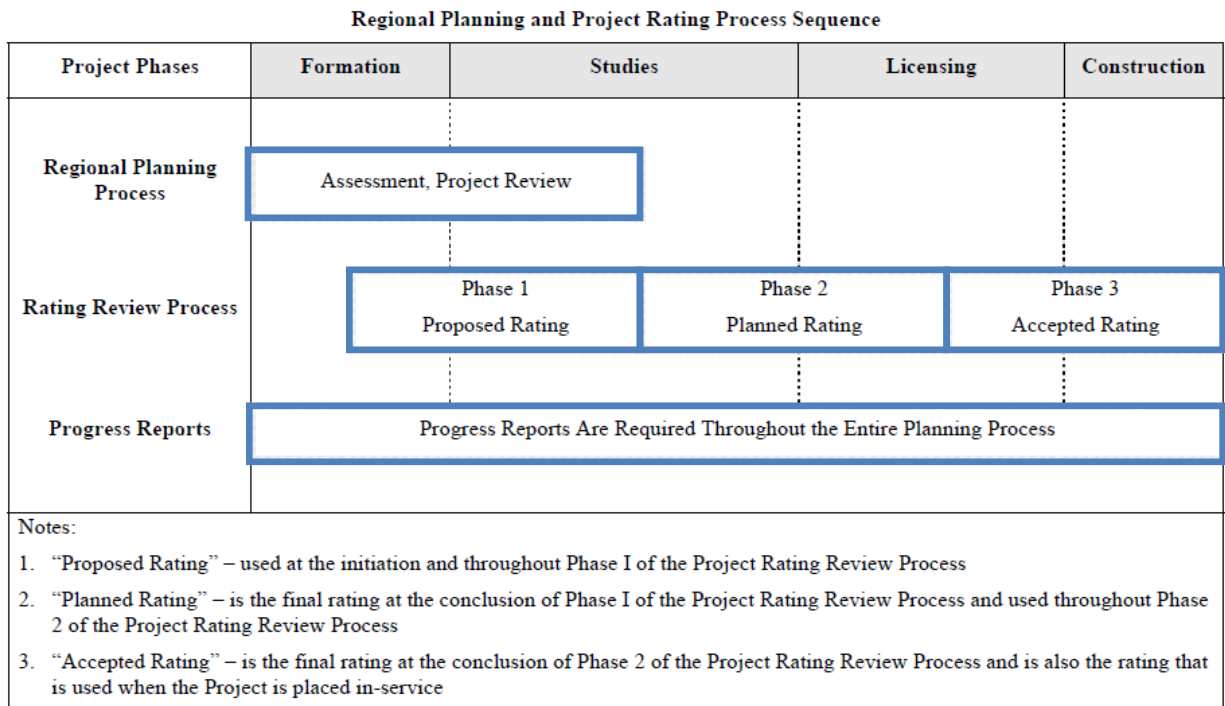 Regional Planning and Project Rating Process Sequence
Project Phases Formation Studies Licensing Construction
Regional Planning
Process
Assessment, Project Review
Rating Review Process
Phase 1
Proposed Rating
Phase 2
Planned Rating
Phase 3
Accepted Rating
Progress Reports
Progress Reports Are Required Throughout the Entire Planning Process
Notes:
1. “Proposed Rating” – used at the initiation and throughout Phase I of the Project Rating Review Process
2. “Planned Rating” – is the final rating at the conclusion of Phase I of the Project Rating Review Process and used throughout Phase
2 of the Project Rating Review Process
3. “Accepted Rating” – is the final rating at the conclusion of Phase 2 of the Project Rating Review Process and is also the rating that
is used when the Project is placed in-service